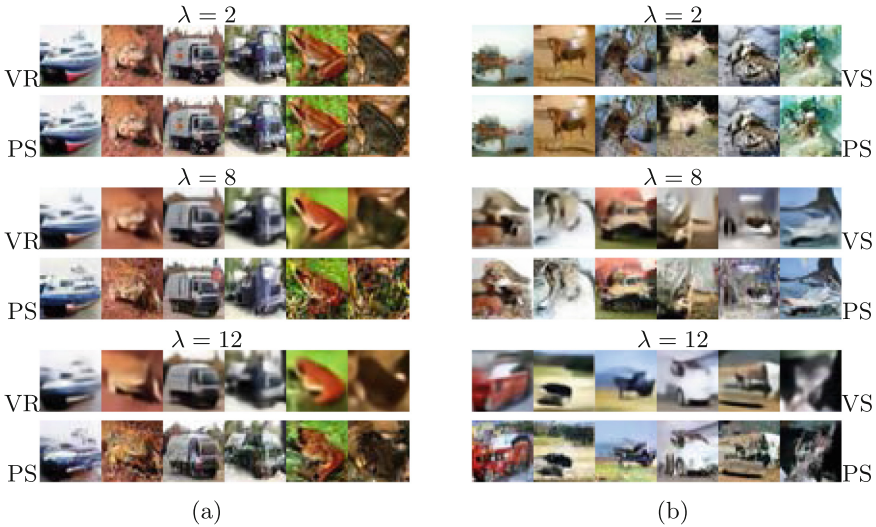 λ = 2
VR
PS
λ = 8
VR
PS
λ = 12
VR
PS
(a)
λ = 2
VS
PS
λ = 8
VS
PS
λ = 12
VS
PS
(b)